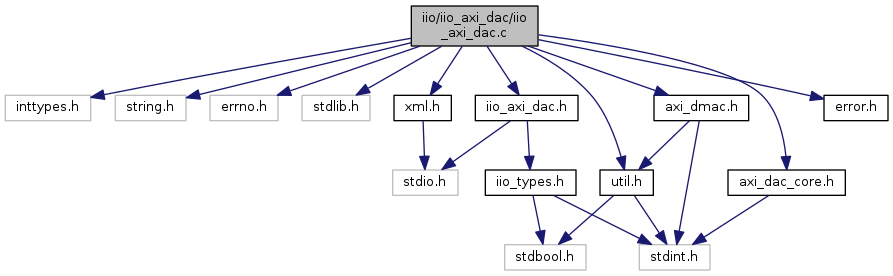 iio/iio_axi_dac/iio
_axi_dac.c
inttypes.h
string.h
errno.h
stdlib.h
xml.h
iio_axi_dac.h
axi_dmac.h
error.h
stdio.h
iio_types.h
util.h
axi_dac_core.h
stdbool.h
stdint.h